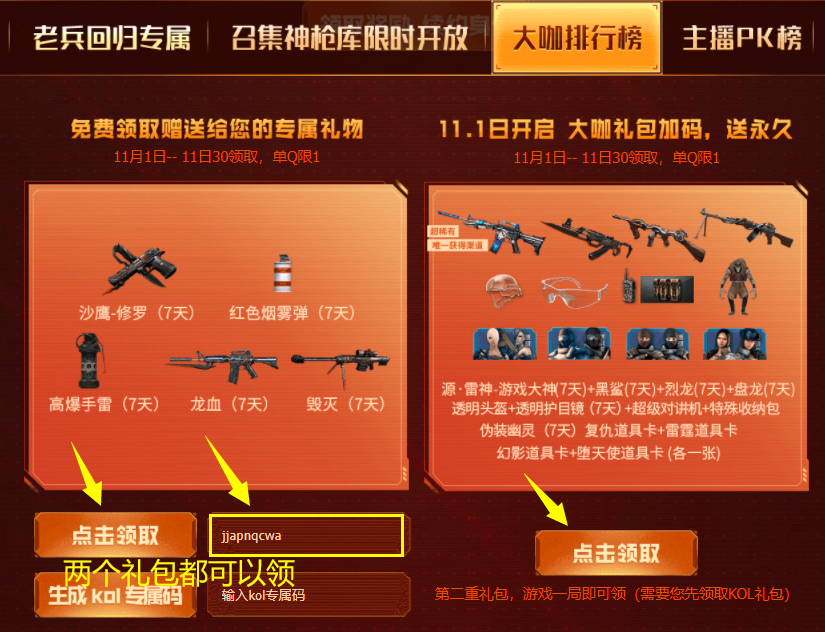 领取奖励 续约身
老兵回归专属
召集神枪库限时开放
大咖排行榜
主播PK榜
免费领取赠送给您的专属礼物
11月1日-- 11日30领取，单Q限1
沙鹰-修罗（7天）
红色烟雾弹（7天）
高爆手雷（7天）
龙血（7天）
毁灭（7天）
点击领取
jjapnqcwa
两个礼包都可以领
生成 kol 专属码
输入kol专属码
11.1日开启 大咖礼包加码，送永久
11月1日-- 11日30领取，单Q限1
超稀有
唯一获得渠道
源·雷神-游戏大神(7天)+黑鲨(7天)+烈龙(7天)+盘龙(7天)
透明头盔+透明护目镜（7天）+超级对讲机+特殊收纳包
伪装幽灵（7天）复仇道具卡+雷霆道具卡
幻影道具卡+堕天使道具卡 (各一张)
点击领取
第二重礼包，游戏一局即可领（需要您先领取KOL礼包）